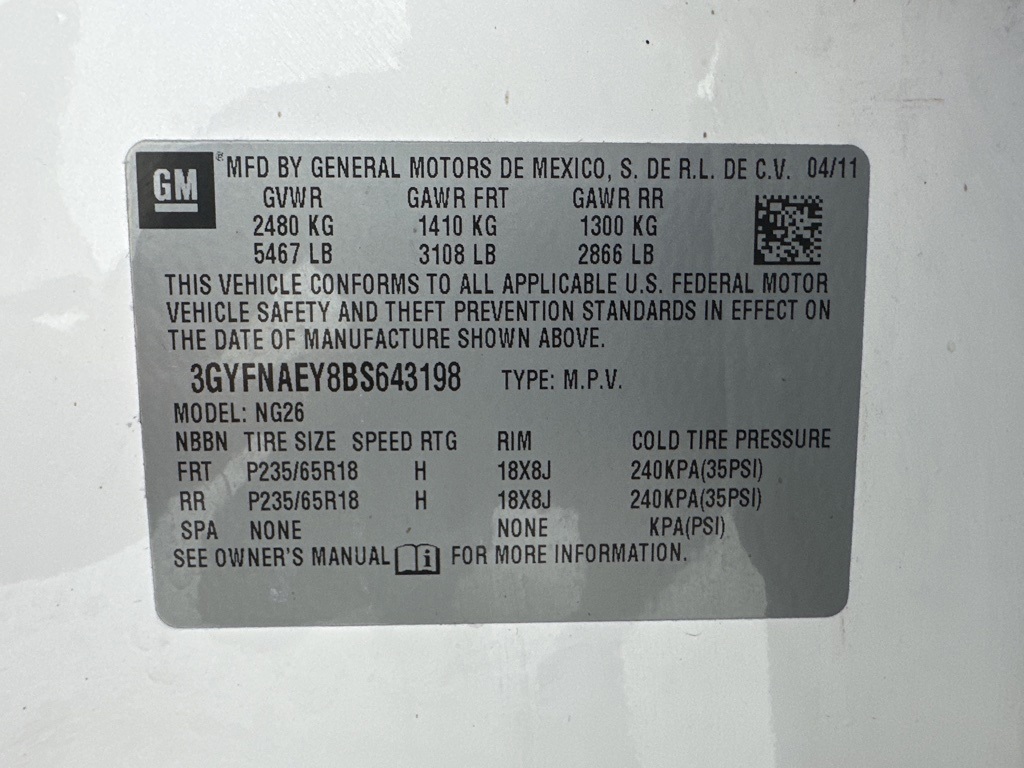 GM ® MFD BY GENERAL MOTORS DE MEXICO, S. DE R.L. DE C.V. 04/11
GVWR GAWR FRT GAWR RR
2480 KG 1410 KG 1300 KG
5467 LB 3108 LB 2866 LB
THIS VEHICLE CONFORMS TO ALL APPLICABLE U.S. FEDERAL MOTOR
VEHICLE SAFETY AND THEFT PREVENTION STANDARDS IN EFFECT ON
THE DATE OF MANUFACTURE SHOWN ABOVE.
3GYFNAEY8BS643198 TYPE: M.P.V.
MODEL: NG26
NBBN TIRE SIZE SPEED RTG RIM COLD TIRE PRESSURE
FRT P235/65R18 H 18X8J 240KPA(35PSI)
RR P235/65R18 H 18X8J 240KPA(35PSI)
SPA NONE NONE KPA(PSI)
SEE OWNER'S MANUAL i FOR MORE INFORMATION.